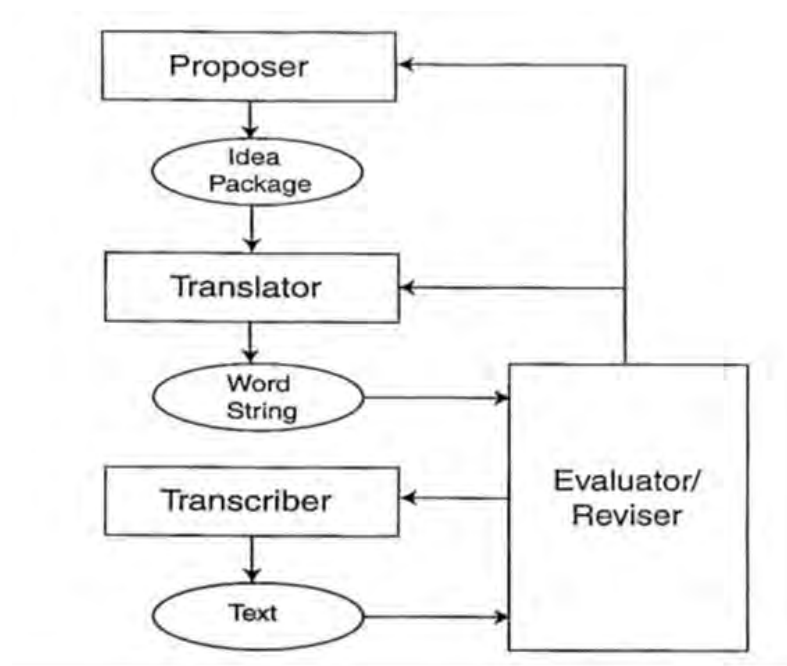 Proposer
Idea
Package
Translator
Word
String
Transcriber
Evaluator/
Reviser
Text